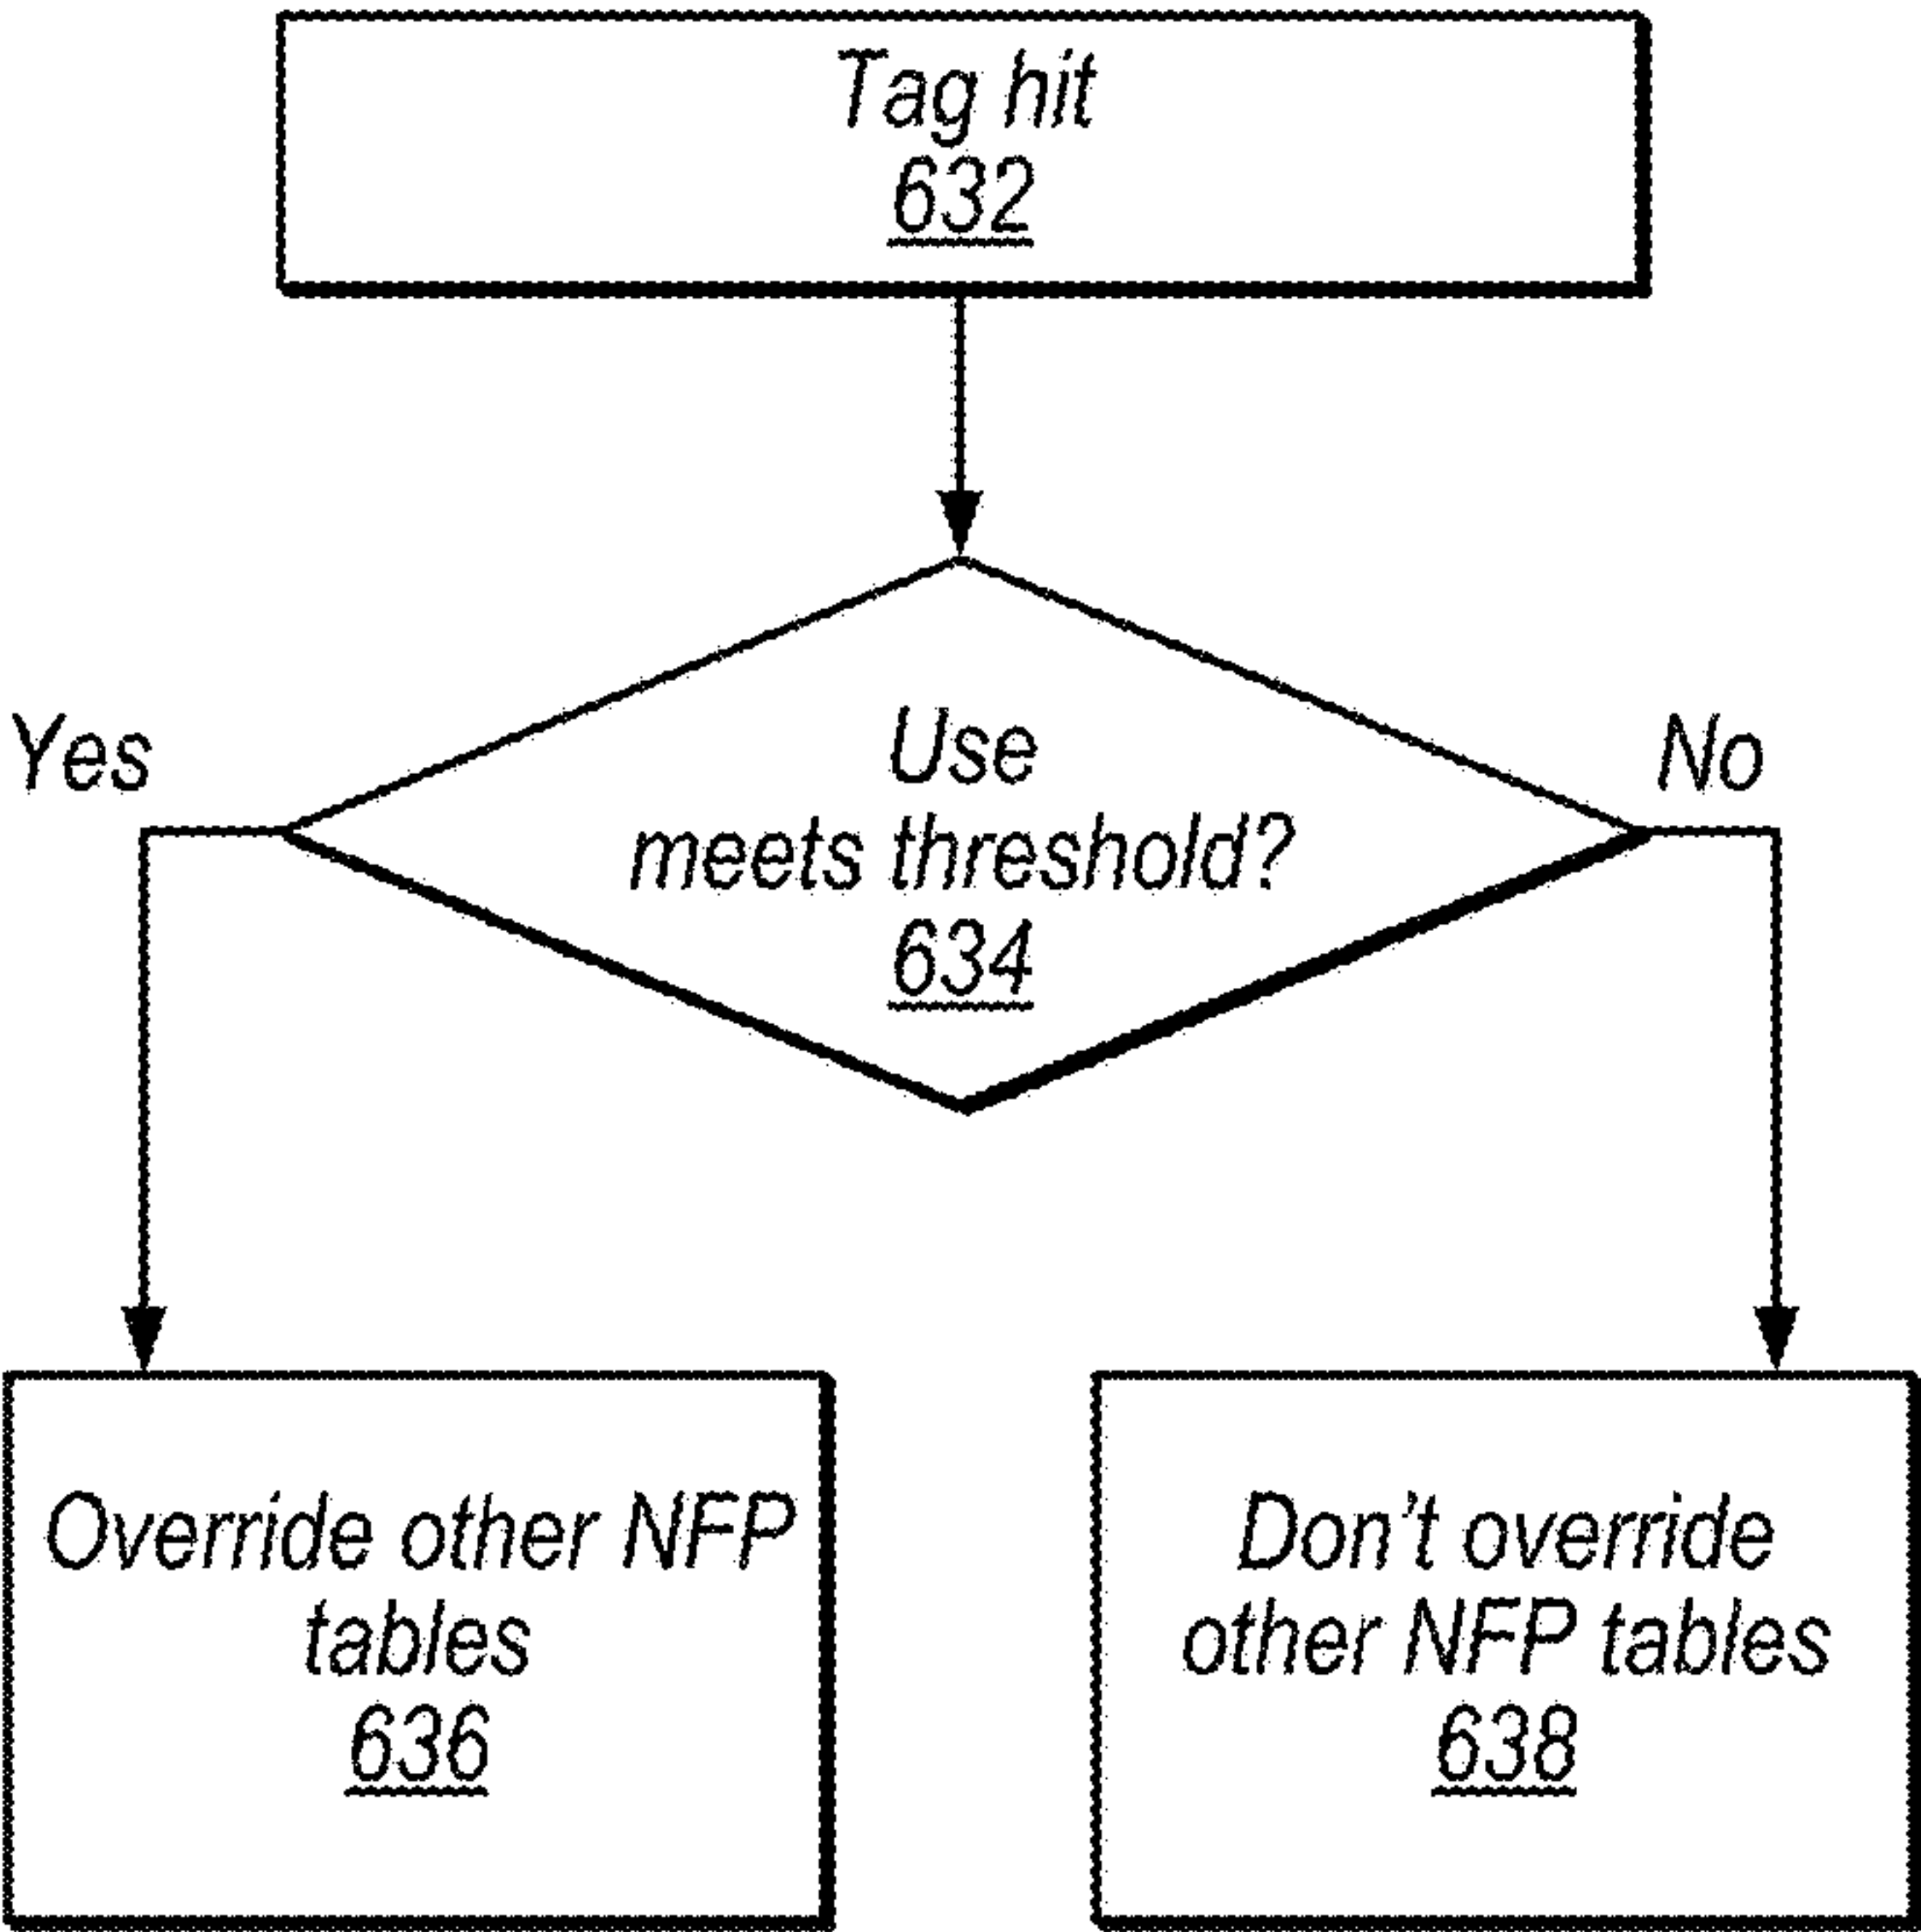 Tag hit
632
Yes
Use
meets threshold?
634
No
Override other NFP
tables
636
Don't override
other NFP tables
638